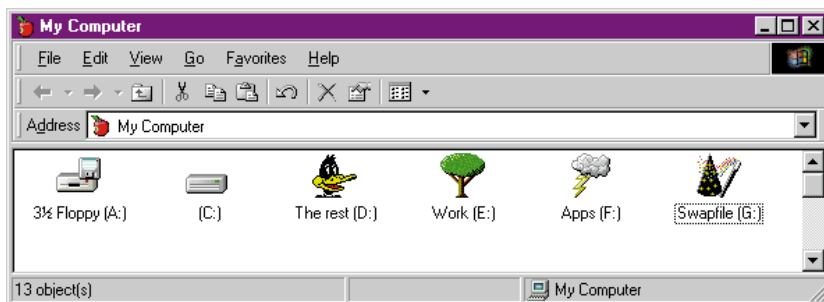 My Computer
File Edit View Go Favorites Help
Address My Computer
3½ Floppy (A:) (C:) The rest (D:) Work (E:) Apps (F:) Swapfile (G:)
13 object(s) My Computer